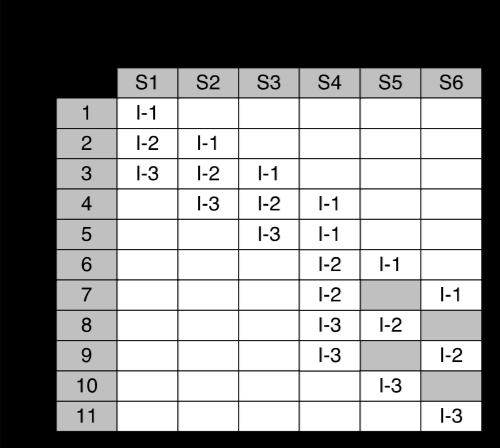 S1 S2 S3 S4 S5 S6
1 I-1
2 I-2 I-1
3 I-3 I-2 I-1
4 I-3 I-2 I-1
5 I-3 I-1
6 I-2 I-1
7 I-2 I-1
8 I-3 I-2
9 I-3 I-2
10 I-3
11 I-3